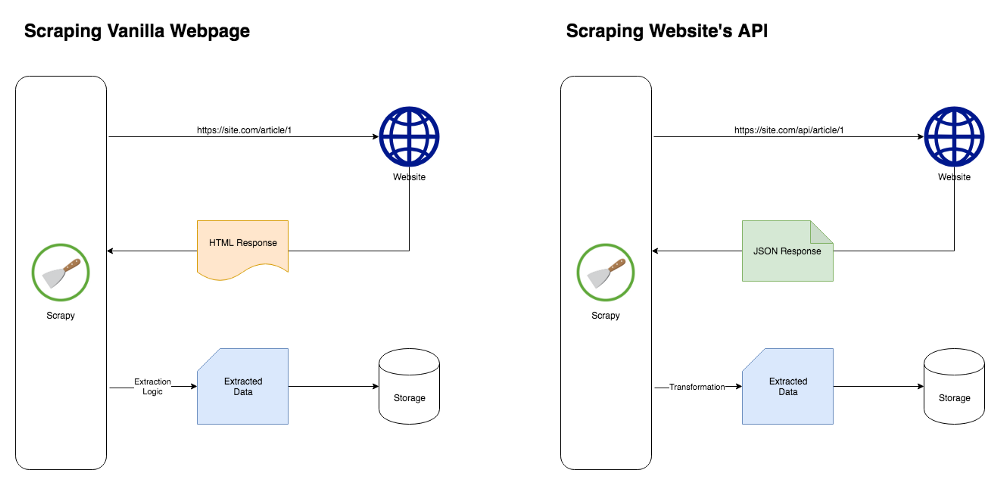 Scraping Vanilla Webpage
https://site.com/article/1
Website
HTML Response
Scrapy
Extraction
Logic
Extracted
Data
Storage
Scraping Website's API
https://site.com/api/article/1
Website
JSON Response
Scrapy
Transformation
Extracted
Data
Storage